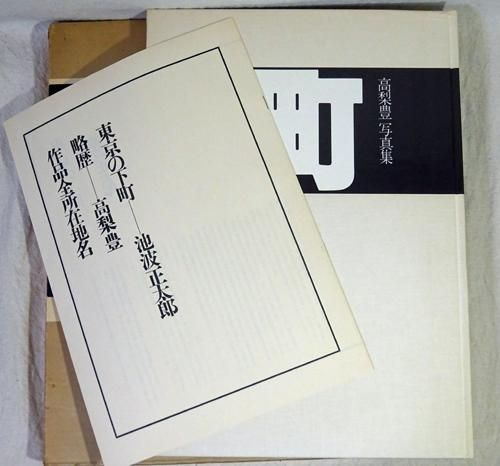 町
高梨豊 写真集
東京の下町――池波正太郎
略歴――高梨豊
作品全所在地名